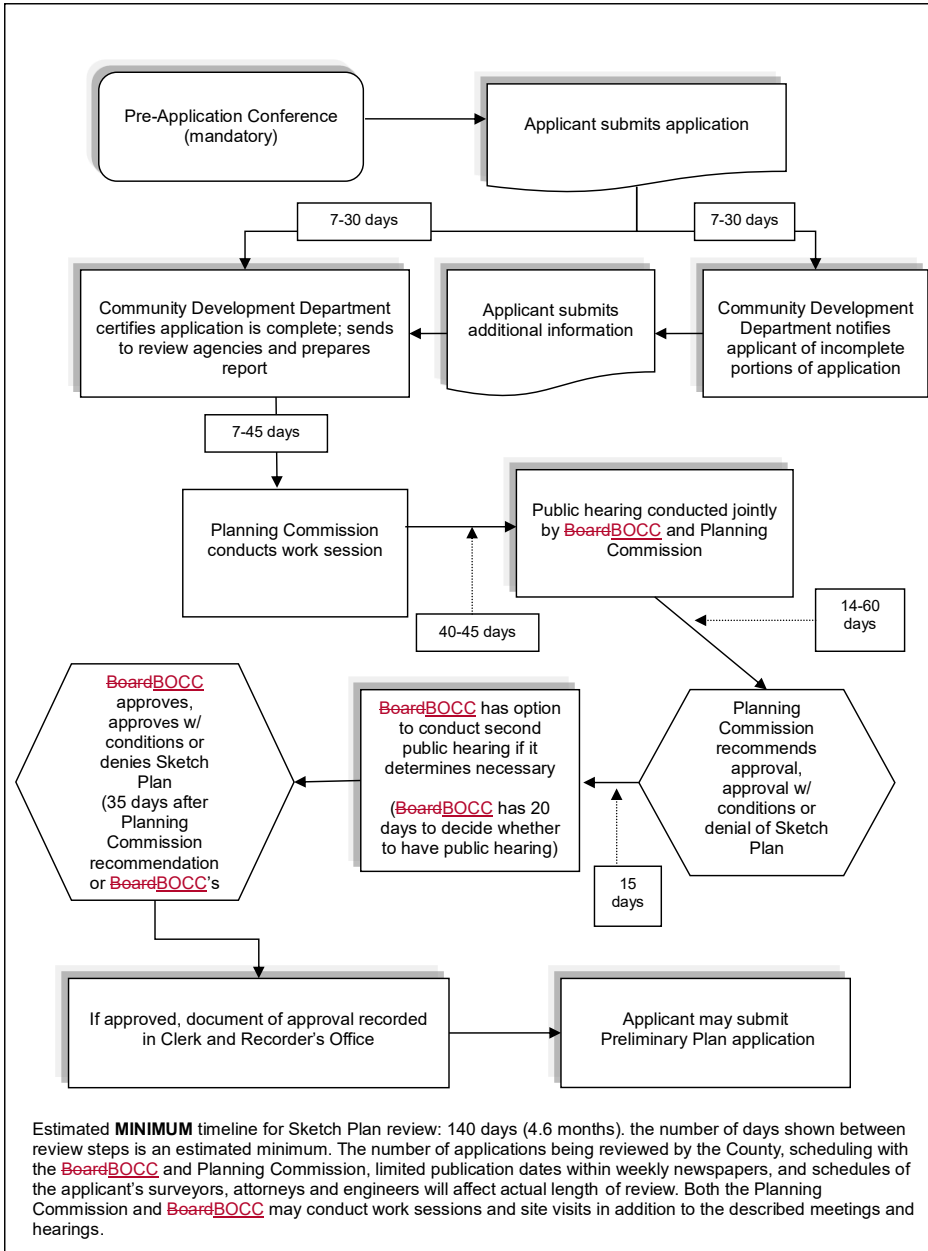 Pre-Application Conference
(mandatory)
Applicant submits application
7-30 days
7-30 days
Community Development Department
certifies application is complete; sends
to review agencies and prepares
report
Applicant submits
additional information
Community Development
Department notifies
applicant of incomplete
portions of application
7-45 days
Planning Commission
conducts work session
Public hearing conducted jointly
by BoardBOCC and Planning
Commission
40-45 days
14-60
days
BoardBOCC
approves,
approves w/
conditions or
denies Sketch
Plan
(35 days after
Planning
Commission
recommendation
or BoardBOCC's
BoardBOCC has option
to conduct second
public hearing if it
determines necessary
(BoardBOCC has 20
days to decide whether
to have public hearing)
Planning
Commission
recommends
approval,
approval w/
conditions or
denial of Sketch
Plan
15
days
If approved, document of approval recorded
in Clerk and Recorder's Office
Applicant may submit
Preliminary Plan application
Estimated MINIMUM timeline for Sketch Plan review: 140 days (4.6 months). the number of days shown between
review steps is an estimated minimum. The number of applications being reviewed by the County, scheduling with
the BoardBOCC and Planning Commission, limited publication dates within weekly newspapers, and schedules of
the applicant's surveyors, attorneys and engineers will affect actual length of review. Both the Planning
Commission and BoardBOCC may conduct work sessions and site visits in addition to the described meetings and
hearings.